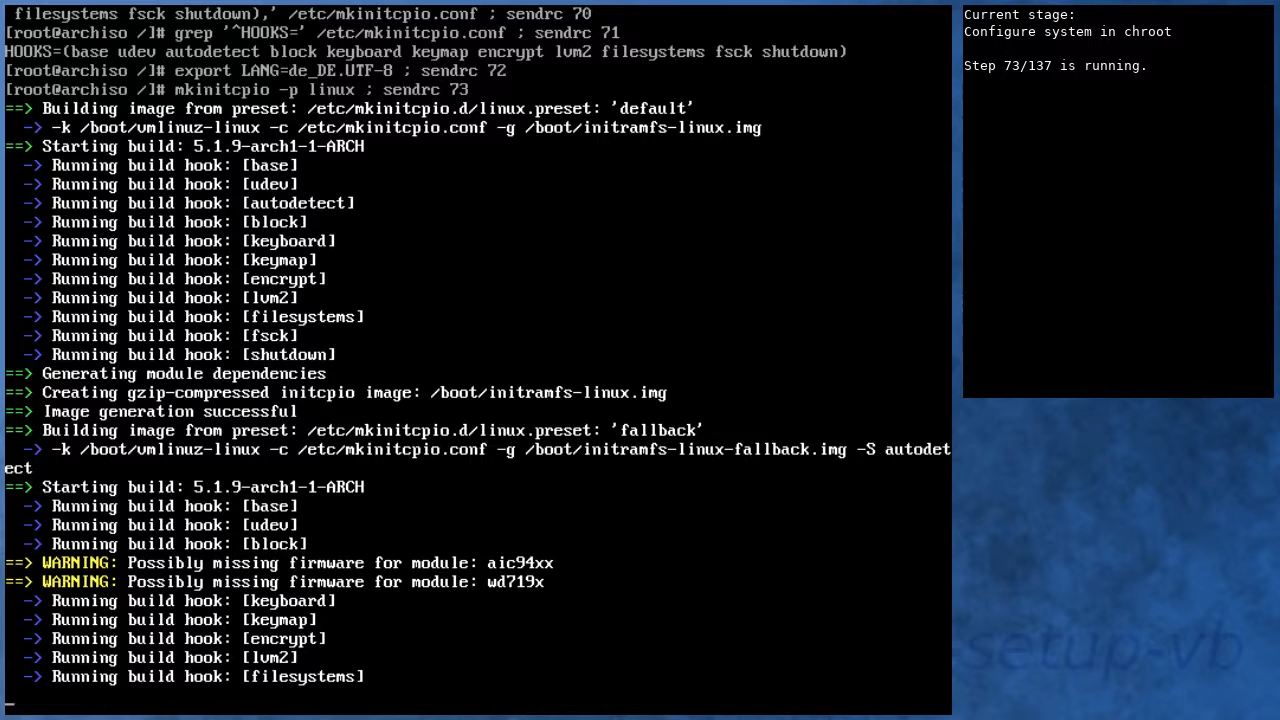 filesystems fsck shutdown),' /etc/mkinitcpio.conf ; sendrc 70
[root@archiso /]# grep '^HOOKS=' /etc/mkinitcpio.conf ; sendrc 71
HOOKS=(base udev autodetect block keyboard keymap encrypt lvm2 filesystems fsck shutdown)
[root@archiso /]# export LANG=de_DE.UTF-8 ; sendrc 72
[root@archiso /]# mkinitcpio -p linux ; sendrc 73
==> Building image from preset: /etc/mkinitcpio.d/linux.preset: 'default'
  -> -k /boot/vmlinuz-linux -c /etc/mkinitcpio.conf -g /boot/initramfs-linux.img
==> Starting build: 5.1.9-arch1-1-ARCH
  -> Running build hook: [base]
  -> Running build hook: [udev]
  -> Running build hook: [autodetect]
  -> Running build hook: [block]
  -> Running build hook: [keyboard]
  -> Running build hook: [keymap]
  -> Running build hook: [encrypt]
  -> Running build hook: [lvm2]
  -> Running build hook: [filesystems]
  -> Running build hook: [fsck]
  -> Running build hook: [shutdown]
==> Generating module dependencies
==> Creating gzip-compressed initcpio image: /boot/initramfs-linux.img
==> Image generation successful
==> Building image from preset: /etc/mkinitcpio.d/linux.preset: 'fallback'
  -> -k /boot/vmlinuz-linux -c /etc/mkinitcpio.conf -g /boot/initramfs-linux-fallback.img -S autodet
ect
==> Starting build: 5.1.9-arch1-1-ARCH
  -> Running build hook: [base]
  -> Running build hook: [udev]
  -> Running build hook: [block]
==> WARNING: Possibly missing firmware for module: aic94xx
==> WARNING: Possibly missing firmware for module: wd719x
  -> Running build hook: [keyboard]
  -> Running build hook: [keymap]
  -> Running build hook: [encrypt]
  -> Running build hook: [lvm2]
  -> Running build hook: [filesystems]
Current stage:
Configure system in chroot
Step 73/137 is running.
setup-vb